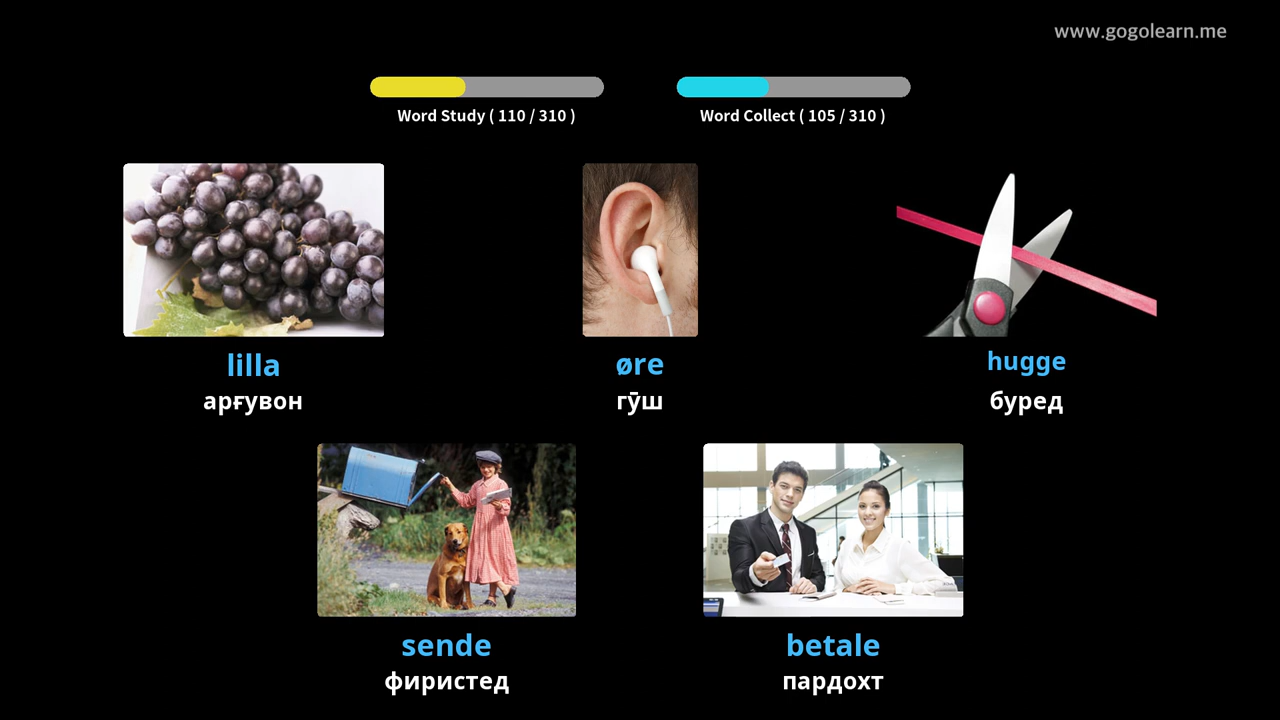 www.gogolearn.me
Word Study ( 110 / 310 )
Word Collect ( 105 / 310 )
lilla
арғувон
øre
гӯш
hugge
буред
sende
фиристед
betale
пардохт